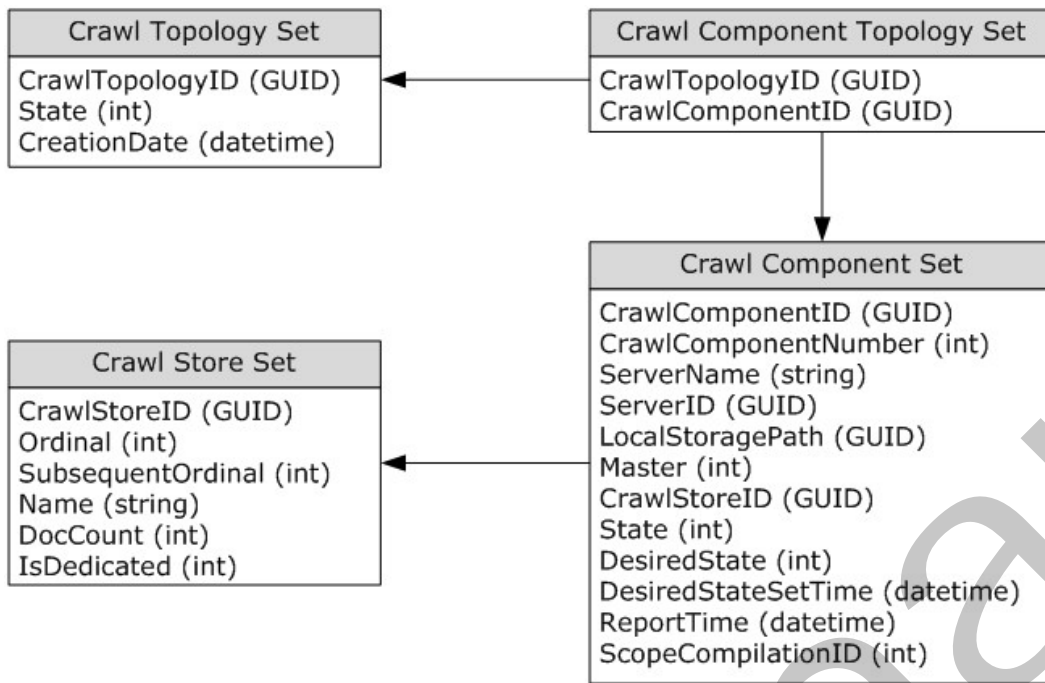 Crawl Topology Set
CrawlTopologyID (GUID)
State (int)
CreationDate (datetime)
Crawl Component Topology Set
CrawlTopologyID (GUID)
CrawlComponentID (GUID)
Crawl Component Set
CrawlComponentID (GUID)
CrawlComponentNumber (int)
ServerName (string)
ServerID (GUID)
LocalStoragePath (GUID)
Master (int)
CrawlStoreID (GUID)
State (int)
DesiredState (int)
DesiredStateSetTime (datetime)
ReportTime (datetime)
ScopeCompilationID (int)
Crawl Store Set
CrawlStoreID (GUID)
Ordinal (int)
SubsequentOrdinal (int)
Name (string)
DocCount (int)
IsDedicated (int)